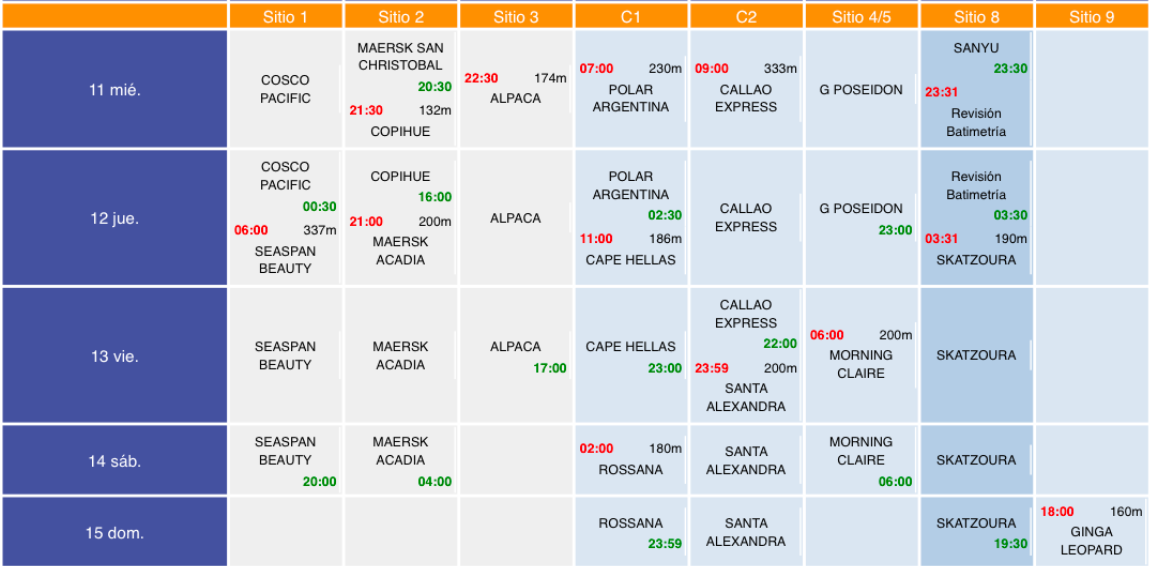 Sitio 1
Sitio 2
Sitio 3
C1
C2
Sitio 4/5
Sitio 8
Sitio 9
11 mié.
COSCO
PACIFIC
MAERSK SAN
CHRISTOBAL
20:30
21:30 132m
COPIHUE
22:30 174m
ALPACA
07:00 230m
POLAR
ARGENTINA
09:00 333m
CALLAO
EXPRESS
G POSEIDON
SANYU
23:30
23:31
Revisión
Batimetría
12 jue.
COSCO
PACIFIC
00:30
06:00 337m
SEASPAN
BEAUTY
COPIHUE
16:00
21:00 200m
MAERSK
ACADIA
ALPACA
POLAR
ARGENTINA
02:30
11:00 186m
CAPE HELLAS
CALLAO
EXPRESS
G POSEIDON
23:00
Revisión
Batimetría
03:30
03:31 190m
SKATZOURA
13 vie.
SEASPAN
BEAUTY
MAERSK
ACADIA
ALPACA
17:00
CAPE HELLAS
23:00
CALLAO
EXPRESS
22:00
23:59 200m
SANTA
ALEXANDRA
06:00 200m
MORNING
CLAIRE
SKATZOURA
14 sáb.
SEASPAN
BEAUTY
20:00
MAERSK
ACADIA
04:00
02:00 180m
ROSSANA
SANTA
ALEXANDRA
MORNING
CLAIRE
06:00
SKATZOURA
15 dom.
ROSSANA
23:59
SANTA
ALEXANDRA
SKATZOURA
19:30
18:00 160m
GINGA
LEOPARD